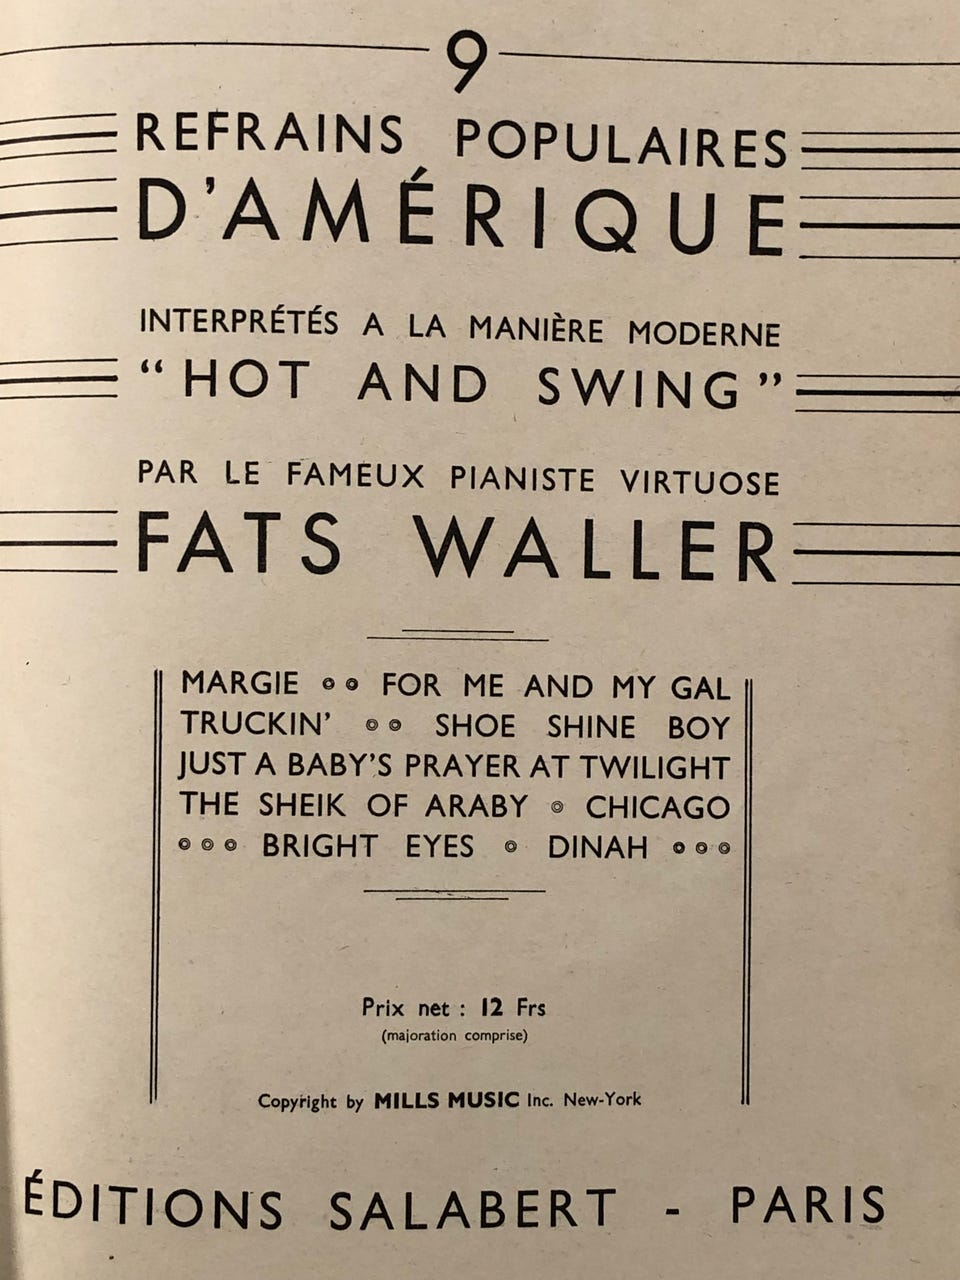 9
REFRAINS POPULAIRES
D'AMÉRIQUE
INTERPRÉTÉS A LA MANIÈRE MODERNE
“HOT AND SWING”
PAR LE FAMEUX PIANISTE VIRTUOSE
FATS WALLER
MARGIE FOR ME AND MY GAL
TRUCKIN' SHOE SHINE BOY
JUST A BABY'S PRAYER AT TWILIGHT
THE SHEIK OF ARABY CHICAGO
BRIGHT EYES DINAH
Prix net : 12 Frs
(majoration comprise)
Copyright by MILLS MUSIC Inc. New-York
ÉDITIONS SALABERT - PARIS